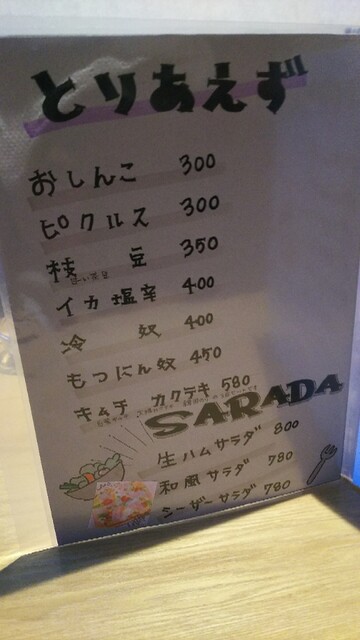 とりあえず
おしんこ 300
ピクルス 300
枝豆 350
イカ塩辛 400
冷奴 400
もつにん奴 450
キムチ カクテキ 580
SARADA
生ハムサラダ 800
和風サラダ 780
シーザーサラダ 780